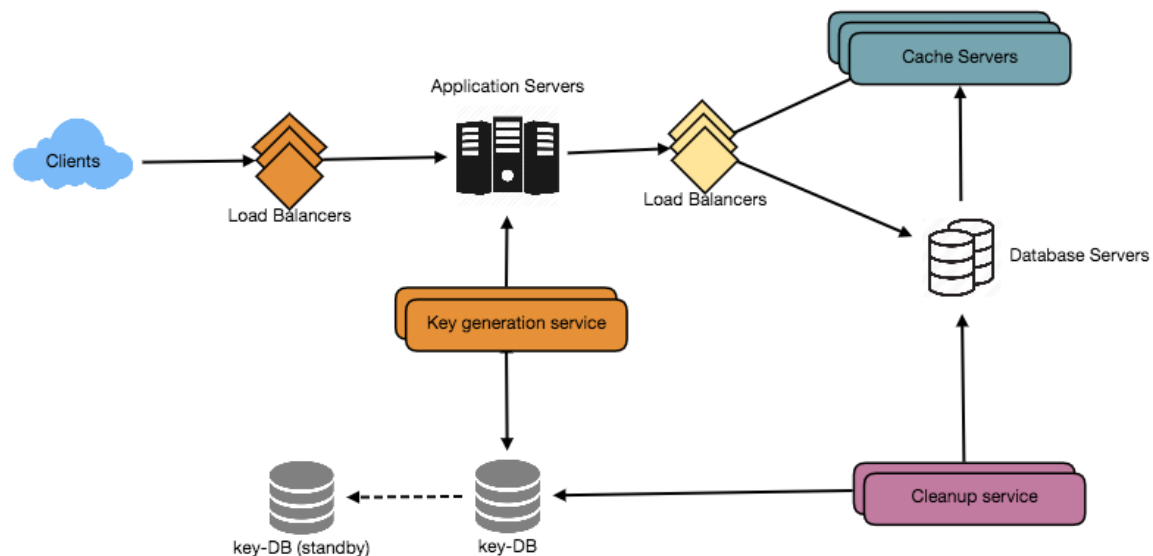 Cache Servers
Application Servers
Clients
Load Balancers
Load Balancers
Database Servers
Key generation service
Cleanup service
key-DB (standby)
key-DB